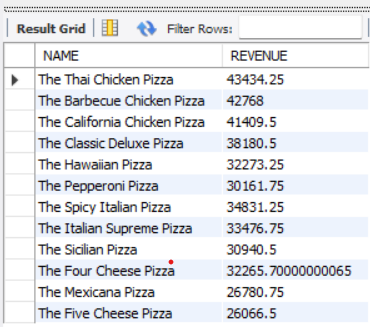 Result Grid Filter Rows:
NAME REVENUE
The Thai Chicken Pizza 43434.25
The Barbecue Chicken Pizza 42768
The California Chicken Pizza 41409.5
The Classic Deluxe Pizza 38180.5
The Hawaiian Pizza 32273.25
The Pepperoni Pizza 30161.75
The Spicy Italian Pizza 34831.25
The Italian Supreme Pizza 33476.75
The Sicilian Pizza 30940.5
The Four Cheese Pizza 32265.70000000065
The Mexicana Pizza 26780.75
The Five Cheese Pizza 26066.5